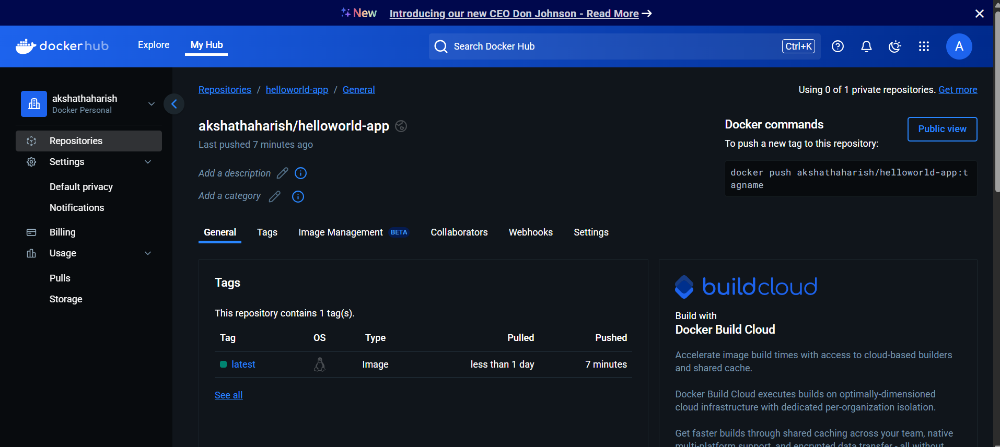 New Introducing our new CEO Don Johnson - Read More
dockerhub Explore My Hub Search Docker Hub Ctrl+K A
akshathaharish
Docker Personal
Repositories
Settings
Default privacy
Notifications
Billing
Usage
Pulls
Storage
Repositories / helloworld-app / General
Using 0 of 1 private repositories. Get more
akshathaharish/helloworld-app
Last pushed 7 minutes ago
Add a description
Add a category
Docker commands
Public view
To push a new tag to this repository:
docker push akshathaharish/helloworld-app:t
agname
General Tags Image Management BETA Collaborators Webhooks Settings
Tags
This repository contains 1 tag(s).
Tag OS Type Pulled Pushed
latest Image less than 1 day 7 minutes
See all
buildcloud
Build with
Docker Build Cloud
Accelerate image build times with access to cloud-based builders
and shared cache.
Docker Build Cloud executes builds on optimally-dimensioned
cloud infrastructure with dedicated per-organization isolation.
Get faster builds through shared caching across your team, native
multi-platform support, and encrypted data transfer - all without